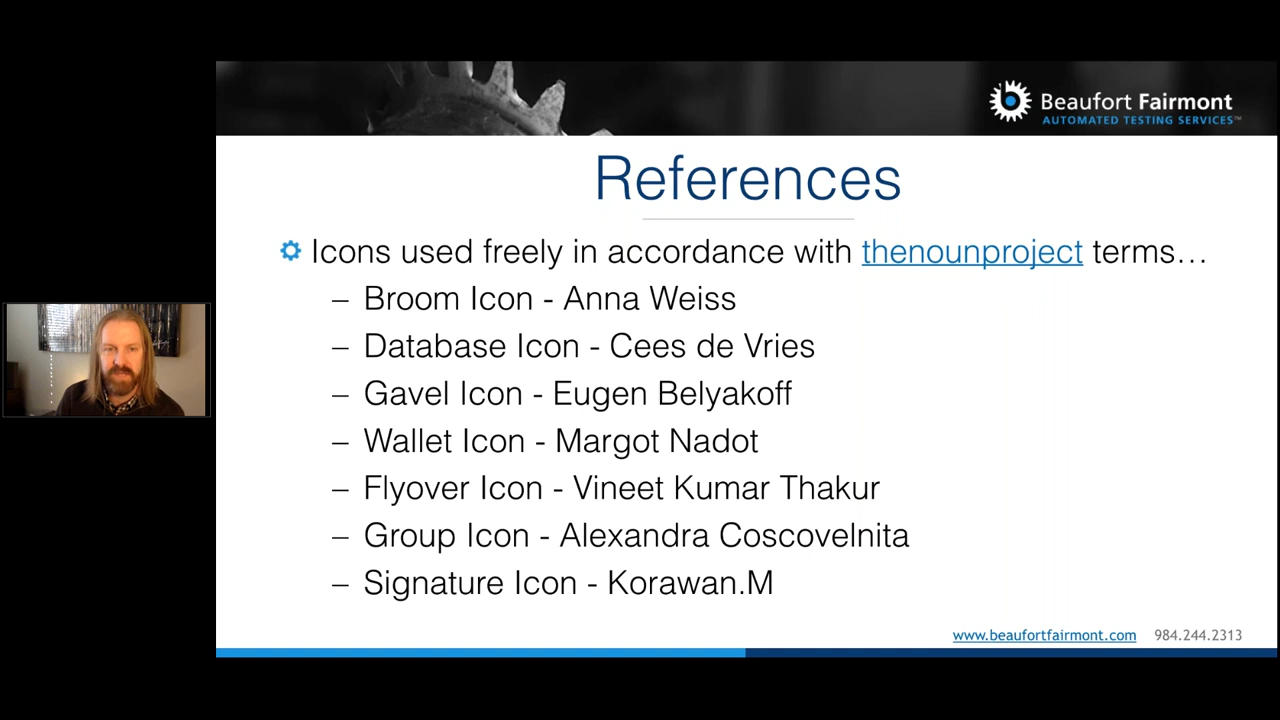 Beaufort Fairmont
AUTOMATED TESTING SERVICES™
References
Icons used freely in accordance with thenounproject terms…
– Broom Icon - Anna Weiss
– Database Icon - Cees de Vries
– Gavel Icon - Eugen Belyakoff
– Wallet Icon - Margot Nadot
– Flyover Icon - Vineet Kumar Thakur
– Group Icon - Alexandra Coscovelnita
– Signature Icon - Korawan.M
www.beaufortfairmont.com 984.244.2313